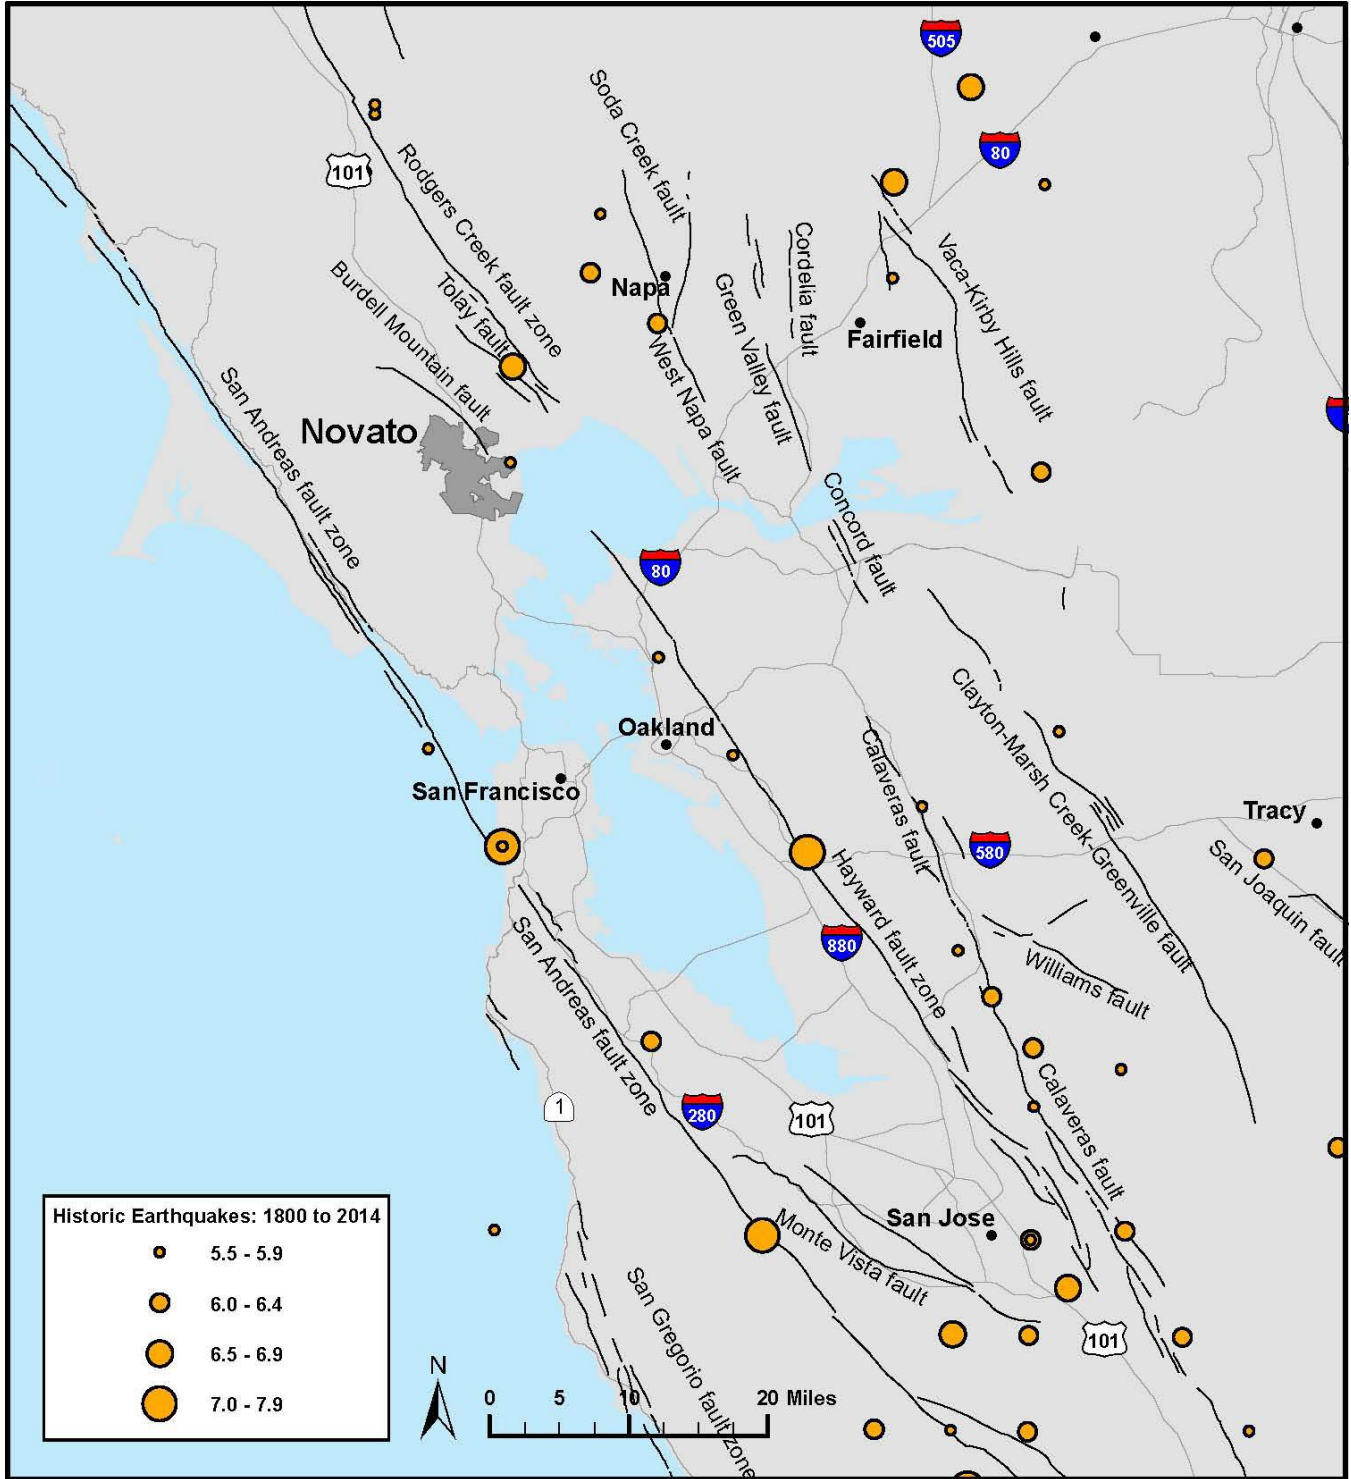 505
80
Soda Creek fault
101
Rodgers Creek fault zone
Vaca-Kirby Hills fault
Cordelia fault
Burdell Mountain fault
Tolay fault
Napa
Green Valley fault
Fairfield
West Napa fault
San Andreas fault zone
Novato
Concord fault
80
Clayton-Marsh Creek-Greenville fault
Oakland
Calaveras fault
San Francisco
Tracy
580
San Joaquin fault
Hayward fault zone
880
San Andreas fault zone
Williams fault
280
101
1
Calaveras fault
San Jose
Monte Vista fault
101
San Gregorio fault zone
Historic Earthquakes: 1800 to 2014
5.5 - 5.9
6.0 - 6.4
6.5 - 6.9
7.0 - 7.9
N
0 5 10 20 Miles